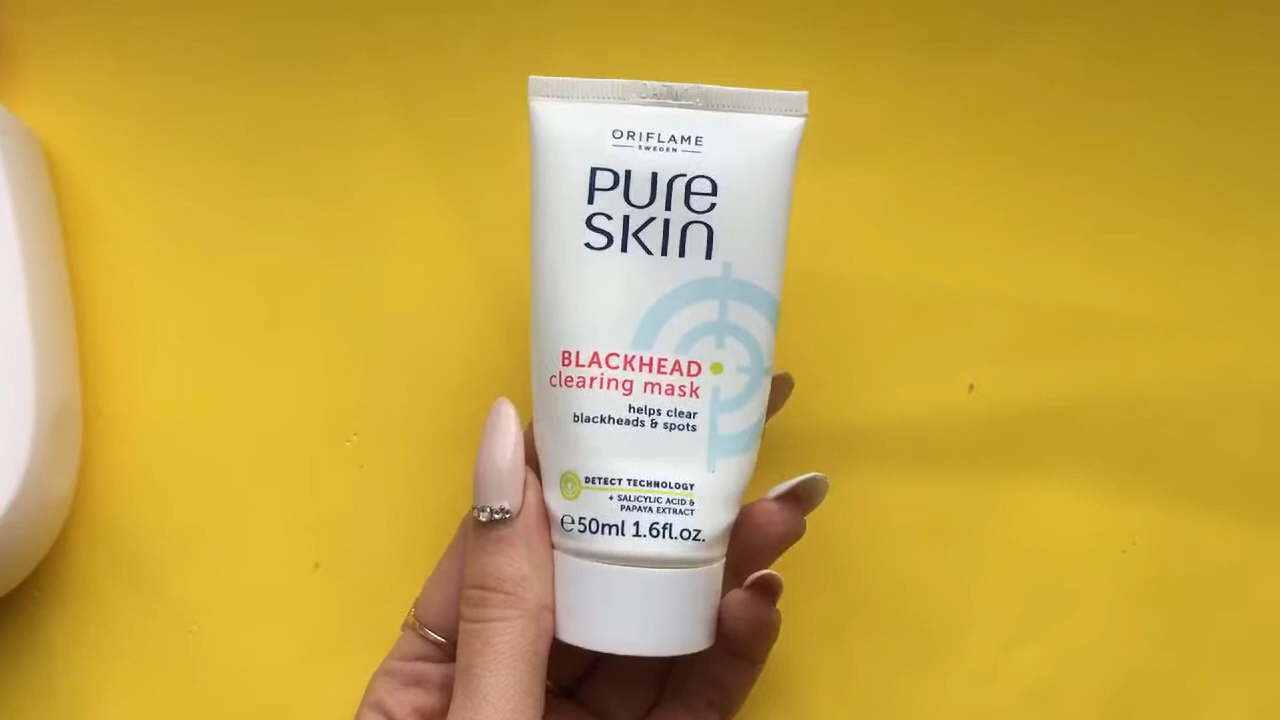 ORIFLAME
SWEDEN
PURE
SKIN
BLACKHEAD
clearing mask
helps clear
blackheads & spots
DETECT TECHNOLOGY
+ SALICYLIC ACID &
PAPAYA EXTRACT
℮50ml 1.6fl.oz.